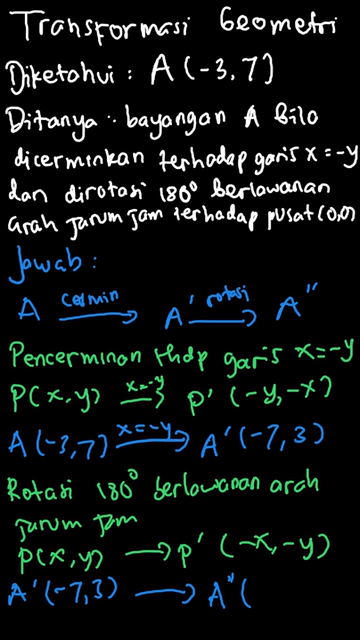 Transformasi Geometri
Diketahui : A (-3, 7)
Ditanya : bayangan A bila
dicerminkan terhadap garis x = -y
dan dirotasi 180° berlawanan
arah jarum jam terhadap pusat (0,0)
Jawab :
A cermin → A' rotasi → A"
Pencerminan thdp garis x = -y
P(x, y) x=-y → P' (-y, -x)
A (-3, 7) x = -y → A' (-7, 3)
Rotasi 180° berlawanan arah
jarum jam
P(x, y) → P' (-x, -y)
A' (-7, 3) → A" (